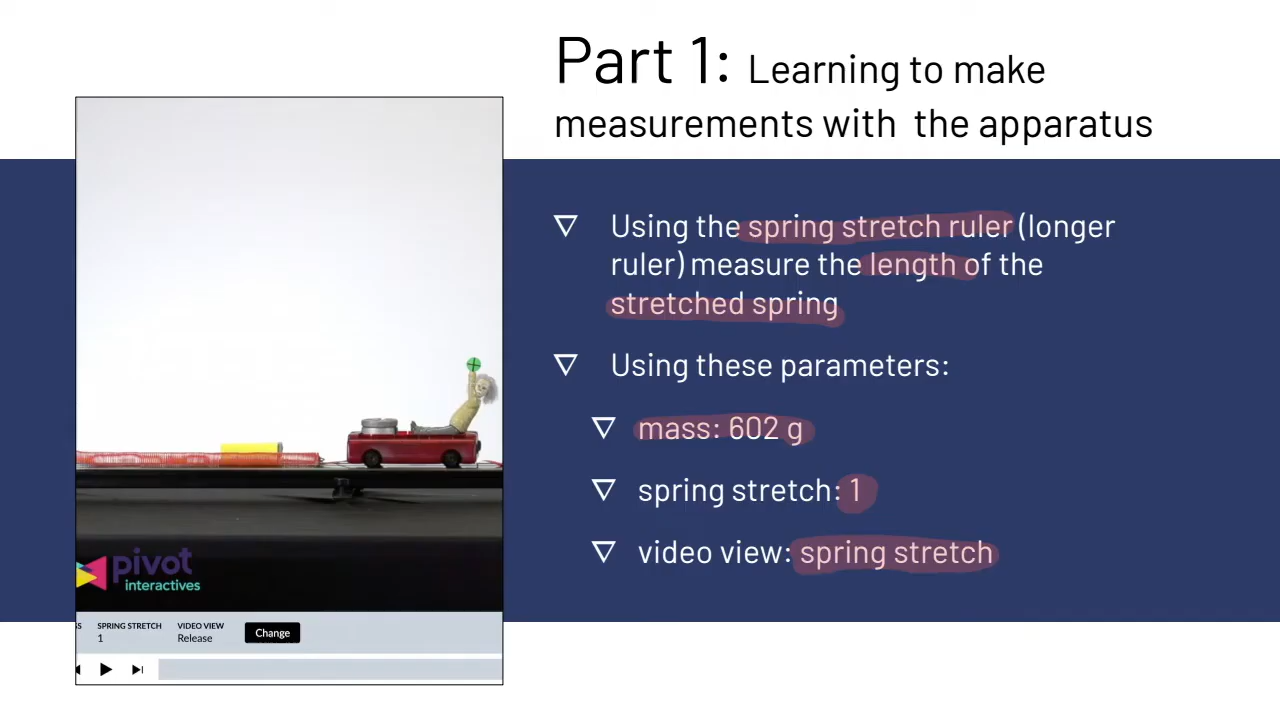 Part 1: Learning to make
measurements with the apparatus
Using the spring stretch ruler (longer
ruler) measure the length of the
stretched spring
Using these parameters:
mass: 602 g
spring stretch: 1
video view: spring stretch
pivot
interactives
SPRING STRETCH VIDEO VIEW
1 Release Change